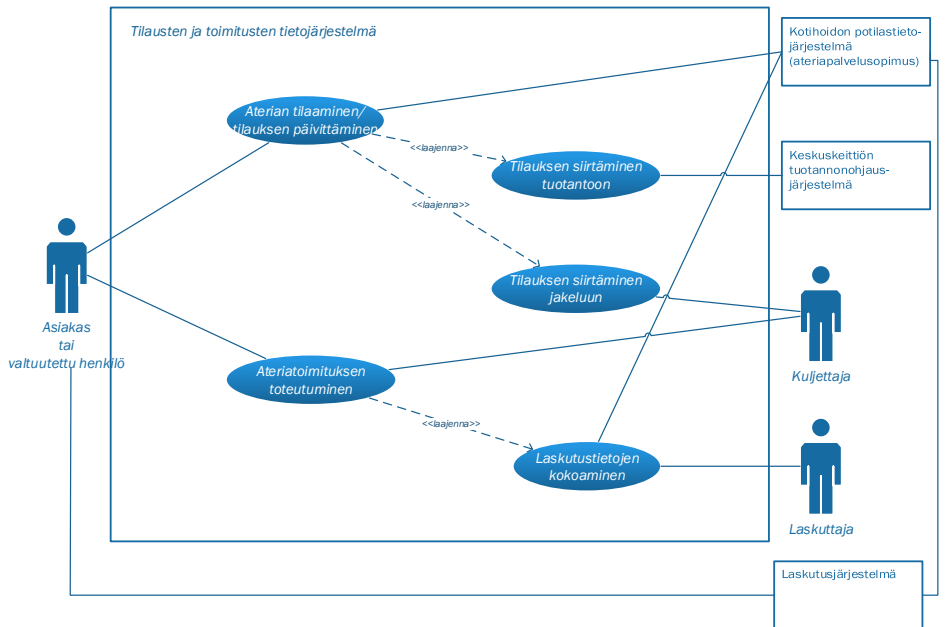 Tilausten ja toimitusten tietojärjestelmä
Kotihoidon potilastieto-
järjestelmä
(ateriapalvelusopimus)
Aterian tilaaminen/
tilauksen päivittäminen
<<laajenna>>
Tilauksen siirtäminen
tuotantoon
Keskuskeittiön
tuotannonohjaus-
järjestelmä
<<laajenna>>
Tilauksen siirtäminen
jakeluun
Asiakas
tai
valtuutettu henkilö
Kuljettaja
Ateriatoimituksen
toteutuminen
<<laajenna>>
Laskutustietojen
kokoaminen
Laskuttaja
Laskutusjärjestelmä